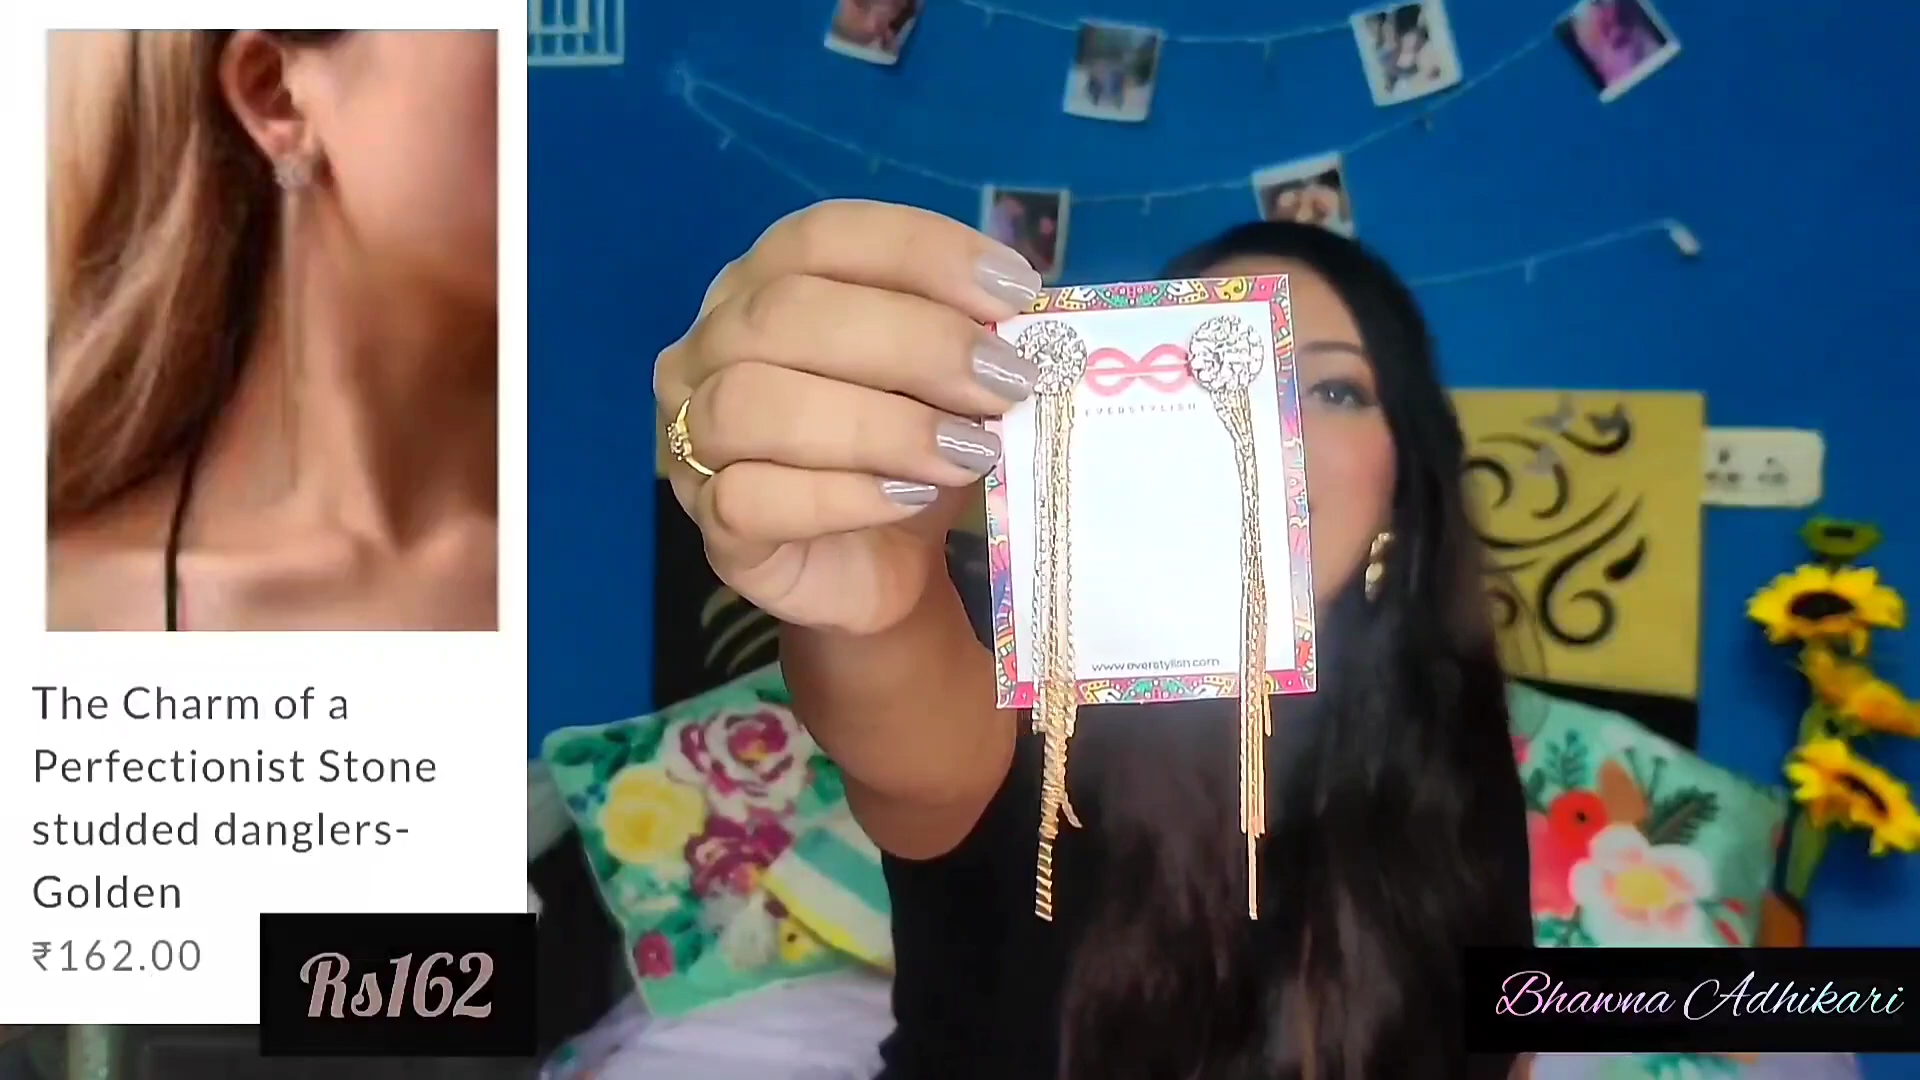 The Charm of a
Perfectionist Stone
studded danglers-
Golden
₹162.00
Rs162
EVERSTYLISH
www.everstylish.com
Bhawna Adhikari